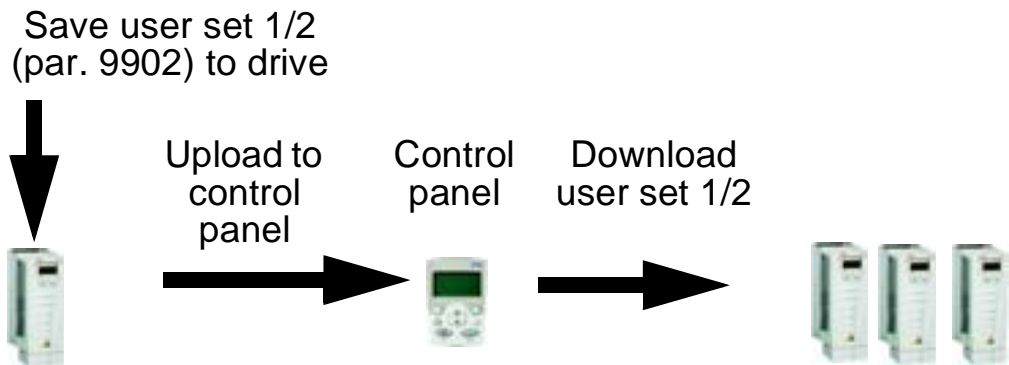 Save user set 1/2
(par. 9902) to drive
Upload to
control
panel
Control
panel
Download
user set 1/2